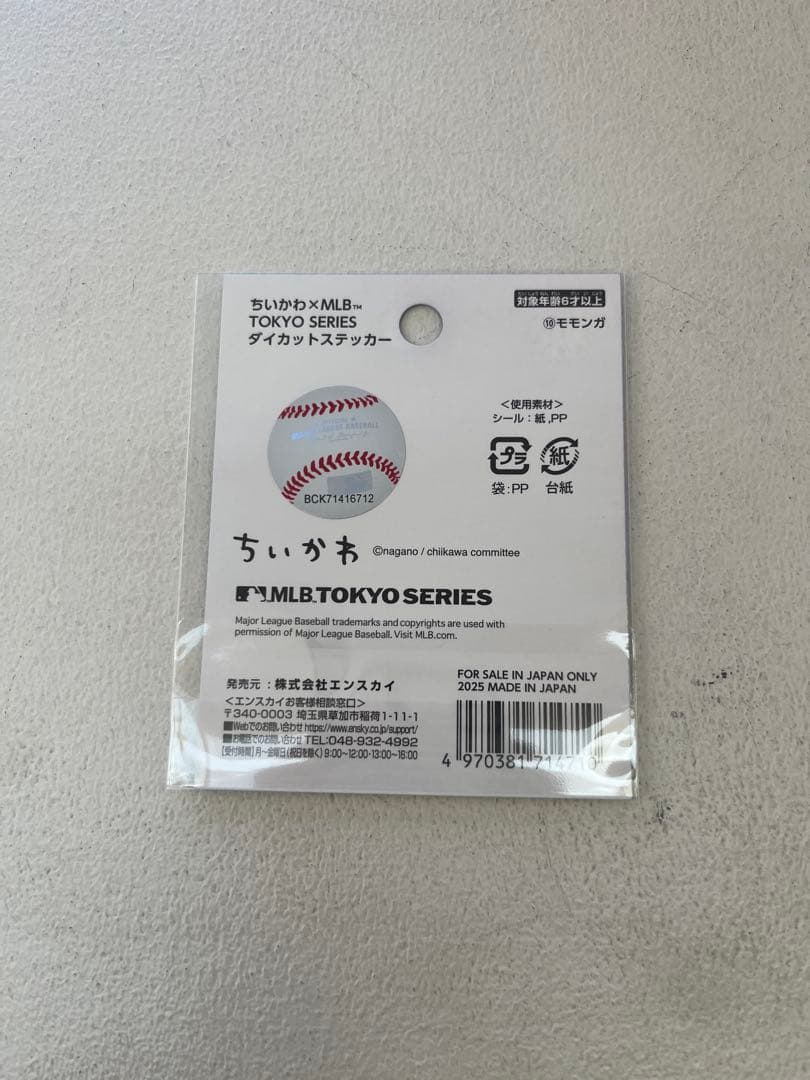 ちいかわ×MLB™
TOKYO SERIES
ダイカットステッカー
対象年齢6才以上
⑩モモンガ
BASEBALL
BCK71416712
<使用素材>
シール：紙,PP
プラ
紙
袋：PP
台紙
ちいかわ
©nagano / chiikawa committee
MLB TOKYO SERIES
Major League Baseball trademarks and copyrights are used with
permission of Major League Baseball. Visit MLB.com.
発売元：株式会社エンスカイ
<エンスカイお客様相談窓口>
〒340-0003 埼玉県草加市稲荷1-11-1
■Webでのお問い合わせ https://www.ensky.co.jp/support/
■お電話でのお問い合わせ TEL:048-932-4992
【受付時間】月〜金曜日(祝日を除く) 9:00~12:00・13:00~16:00
FOR SALE IN JAPAN ONLY
2025 MADE IN JAPAN
4 970381 714710